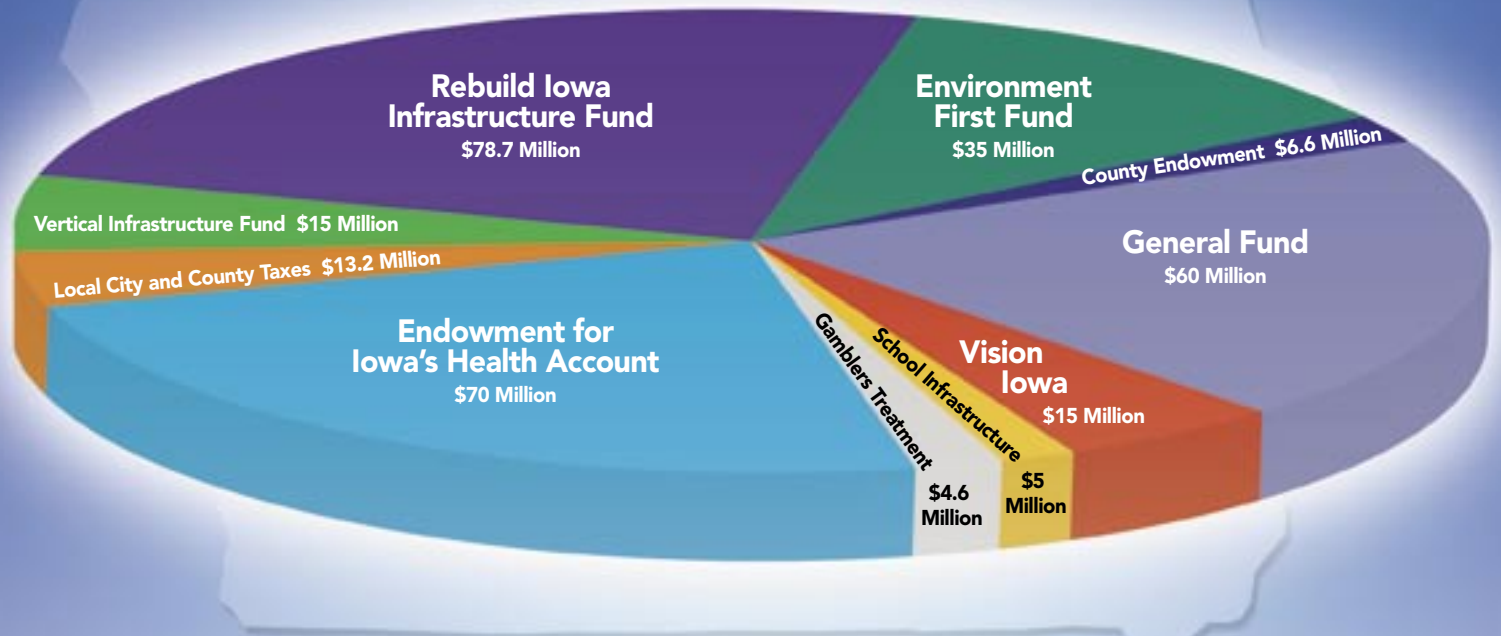 Rebuild Iowa
Infrastructure Fund
$78.7 Million
Environment
First Fund
$35 Million
County Endowment $6.6 Million
General Fund
$60 Million
Vision
Iowa
$15 Million
School Infrastructure
$5
Million
Gamblers Treatment
$4.6
Million
Endowment for
Iowa's Health Account
$70 Million
Local City and County Taxes $13.2 Million
Vertical Infrastructure Fund $15 Million